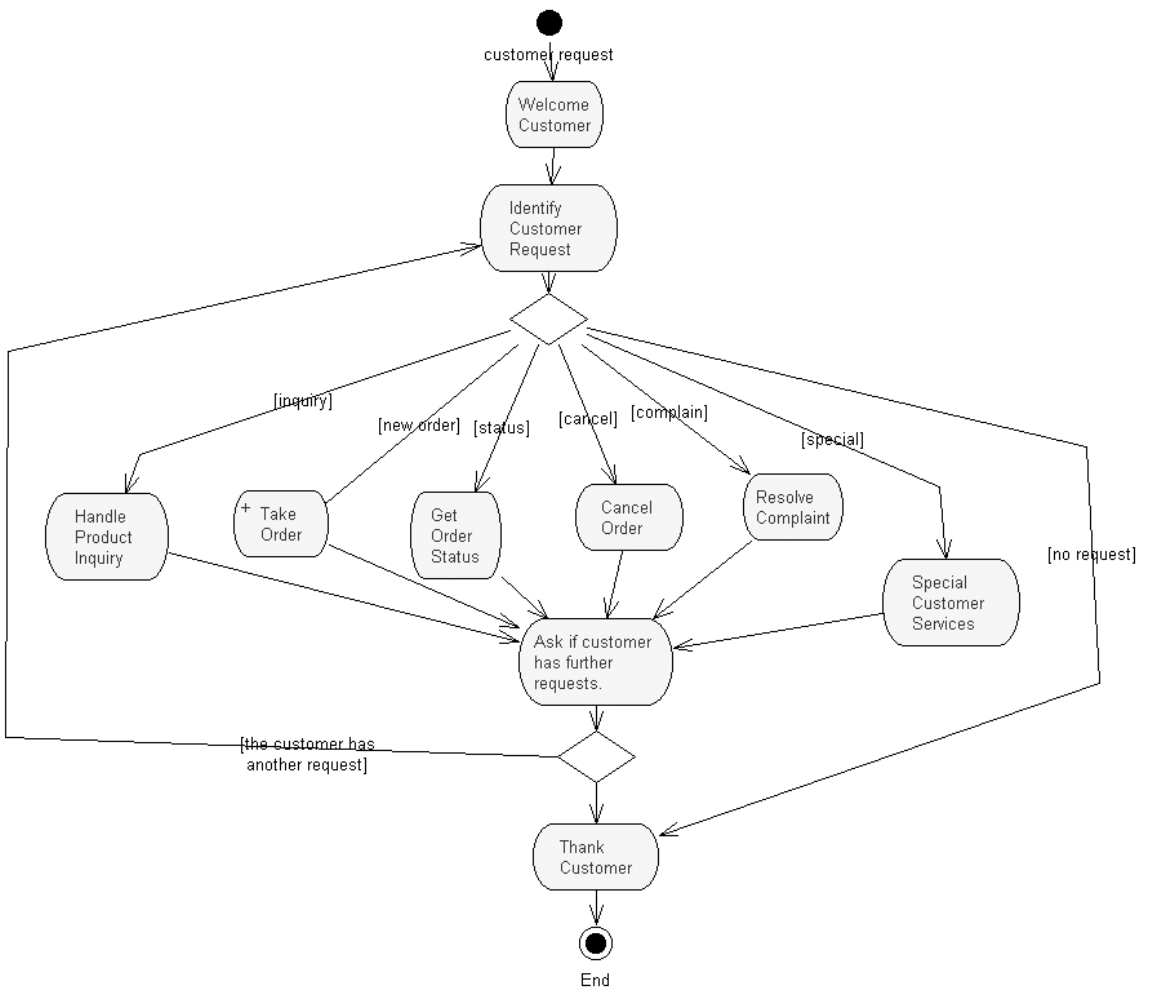 customer request
Welcome
Customer
Identify
Customer
Request
[inquiry]
[new order]
[status]
[cancel]
[complain]
[special]
[no request]
Handle
Product
Inquiry
+ Take
Order
Get
Order
Status
Cancel
Order
Resolve
Complaint
Special
Customer
Services
Ask if customer
has further
requests.
[the customer has
another request]
Thank
Customer
End